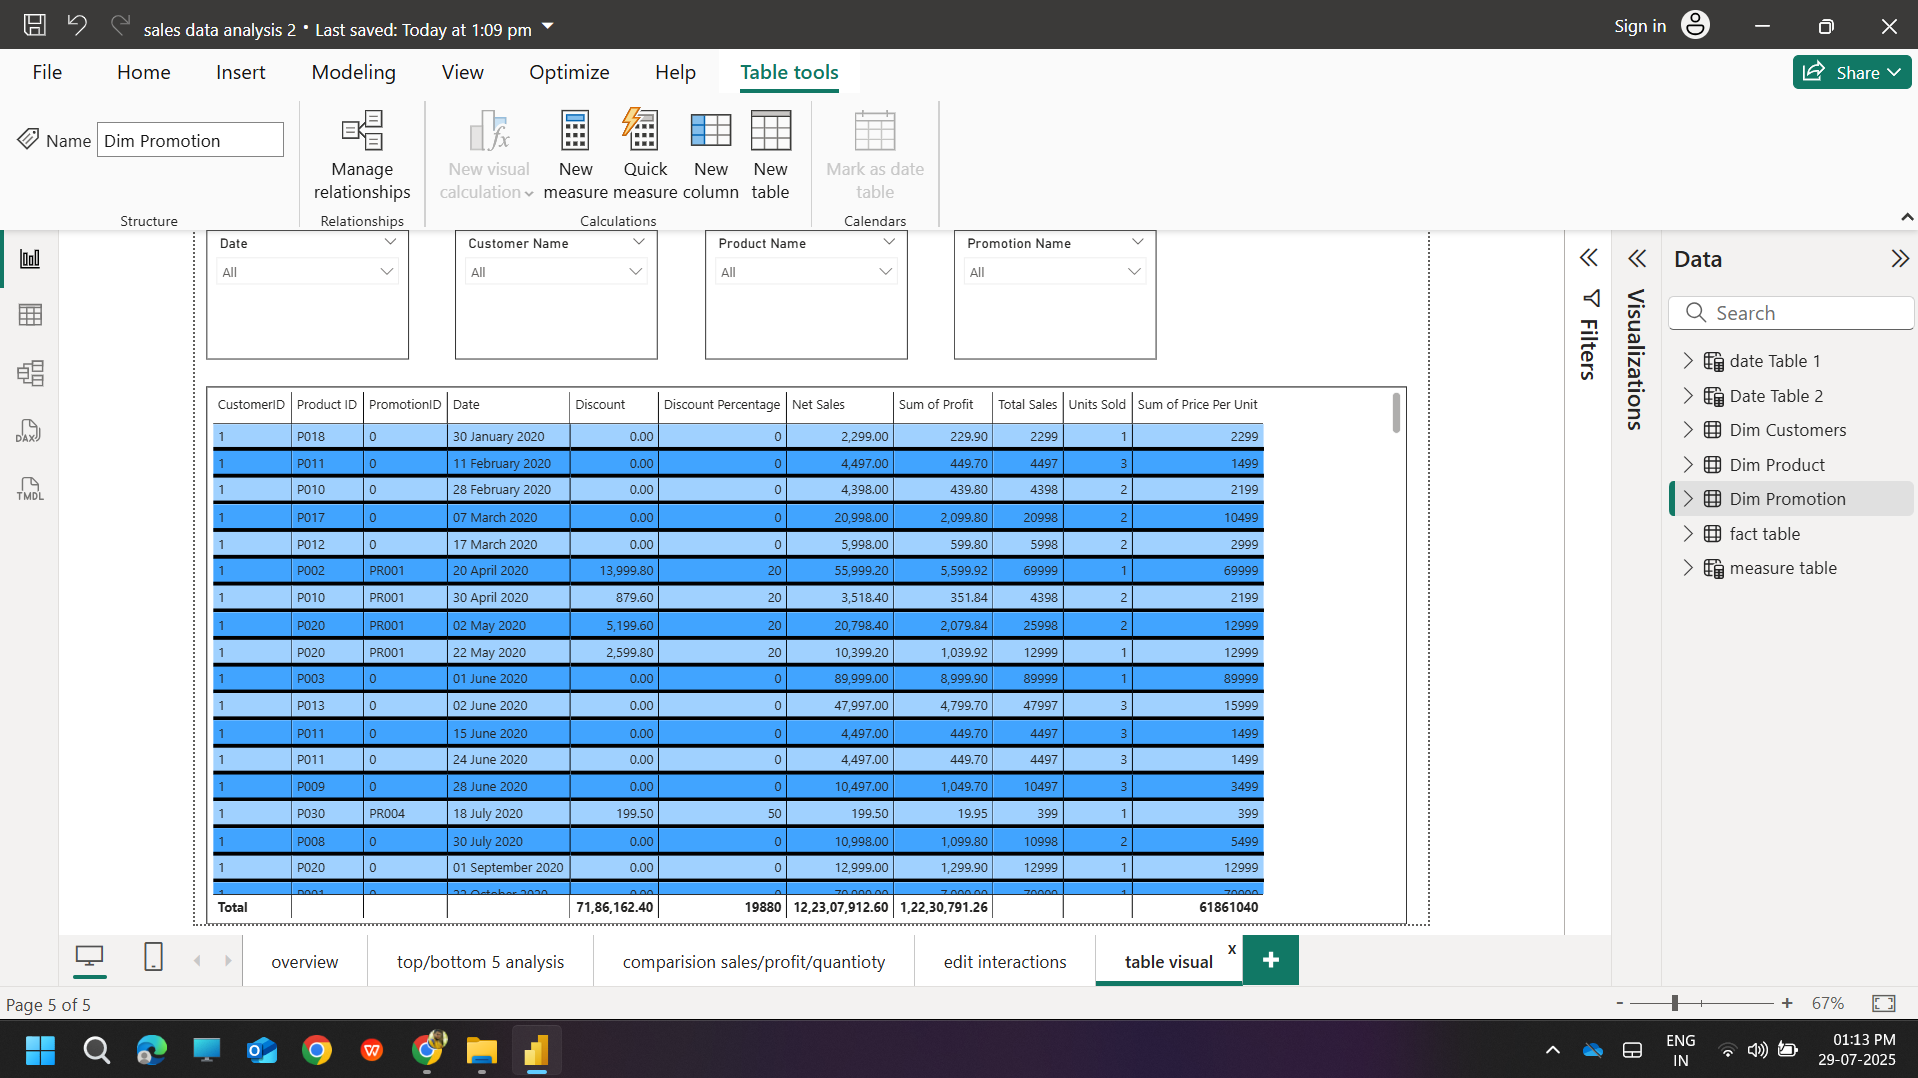 sales data analysis 2 • Last saved: Today at 1:09 pm
Sign in
File Home Insert Modeling View Optimize Help Table tools
Share
Name Dim Promotion
Manage relationships
New visual calculation
New measure
Quick measure
New column
New table
Mark as date table
Structure Relationships Calculations Calendars
Date Customer Name Product Name Promotion Name
All All All All
Filters
Visualizations
Data
Search
date Table 1
Date Table 2
Dim Customers
Dim Product
Dim Promotion
fact table
measure table
DAX
TMDL
CustomerID Product ID PromotionID Date Discount Discount Percentage Net Sales Sum of Profit Total Sales Units Sold Sum of Price Per Unit
1 P018 0 30 January 2020 0.00 0 2,299.00 229.90 2299 1 2299
1 P011 0 11 February 2020 0.00 0 4,497.00 449.70 4497 3 1499
1 P010 0 28 February 2020 0.00 0 4,398.00 439.80 4398 2 2199
1 P017 0 07 March 2020 0.00 0 20,998.00 2,099.80 20998 2 10499
1 P012 0 17 March 2020 0.00 0 5,998.00 599.80 5998 2 2999
1 P002 PR001 20 April 2020 13,999.80 20 55,999.20 5,599.92 69999 1 69999
1 P010 PR001 30 April 2020 879.60 20 3,518.40 351.84 4398 2 2199
1 P020 PR001 02 May 2020 5,199.60 20 20,798.40 2,079.84 25998 2 12999
1 P020 PR001 22 May 2020 2,599.80 20 10,399.20 1,039.92 12999 1 12999
1 P003 0 01 June 2020 0.00 0 89,999.00 8,999.90 89999 1 89999
1 P013 0 02 June 2020 0.00 0 47,997.00 4,799.70 47997 3 15999
1 P011 0 15 June 2020 0.00 0 4,497.00 449.70 4497 3 1499
1 P011 0 24 June 2020 0.00 0 4,497.00 449.70 4497 3 1499
1 P009 0 28 June 2020 0.00 0 10,497.00 1,049.70 10497 3 3499
1 P030 PR004 18 July 2020 199.50 50 199.50 19.95 399 1 399
1 P008 0 30 July 2020 0.00 0 10,998.00 1,099.80 10998 2 5499
1 P020 0 01 September 2020 0.00 0 12,999.00 1,299.90 12999 1 12999
Total 71,86,162.40 19880 12,23,07,912.60 1,22,30,791.26 61861040
overview top/bottom 5 analysis comparision sales/profit/quantioty edit interactions table visual x +
Page 5 of 5
- + 67%
ENG
IN
01:13 PM
29-07-2025